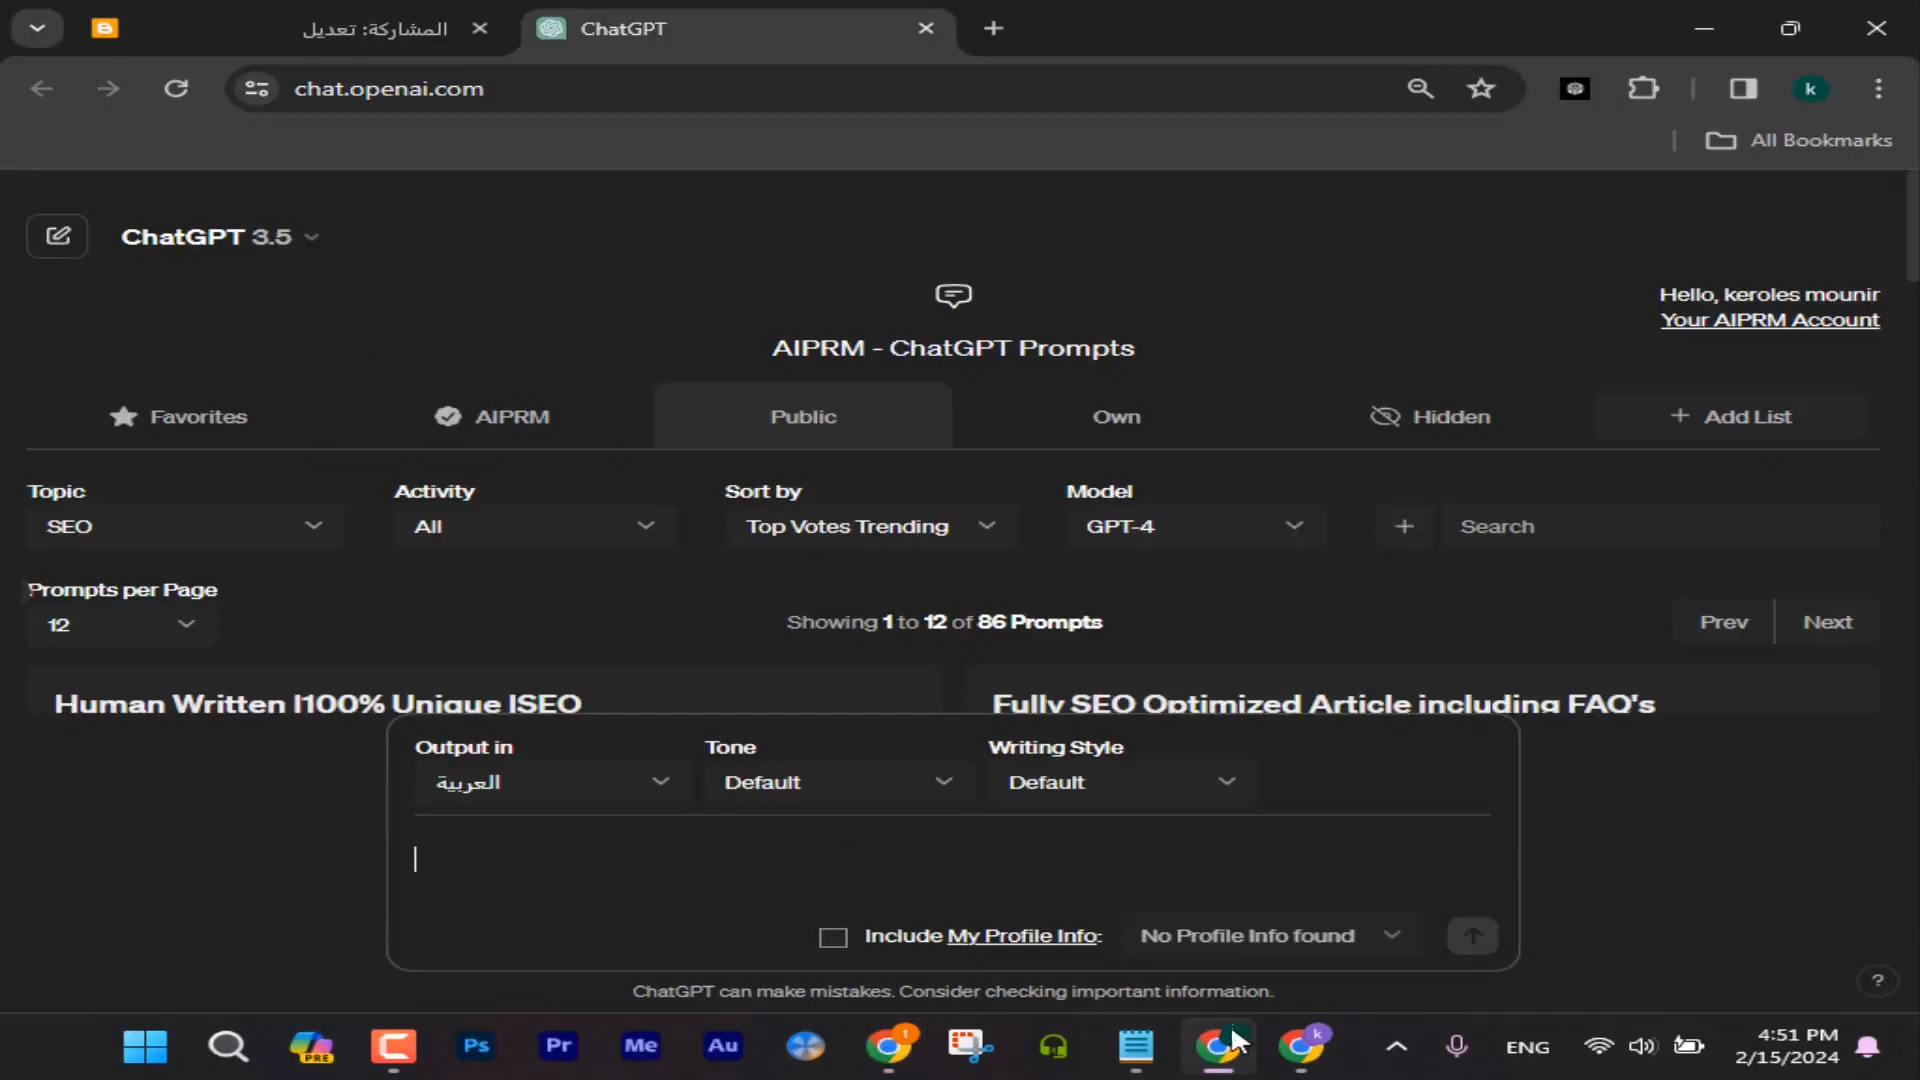 المشاركة: تعديل
ChatGPT
chat.openai.com
k
All Bookmarks
ChatGPT 3.5
Hello, keroles mounir
Your AIPRM Account
AIPRM - ChatGPT Prompts
Favorites
AIPRM
Public
Own
Hidden
+ Add List
Topic
Activity
Sort by
Model
SEO
All
Top Votes Trending
GPT-4
+
Search
Prompts per Page
12
Showing 1 to 12 of 86 Prompts
Prev
Next
Human Written |100% Unique |SEO
Fully SEO Optimized Article including FAQ's
Output in
Tone
Writing Style
العربية
Default
Default
Include My Profile Info:
No Profile Info found
ChatGPT can make mistakes. Consider checking important information.
?
PRE
Ps
Pr
Me
Au
t
k
ENG
4:51 PM
2/15/2024